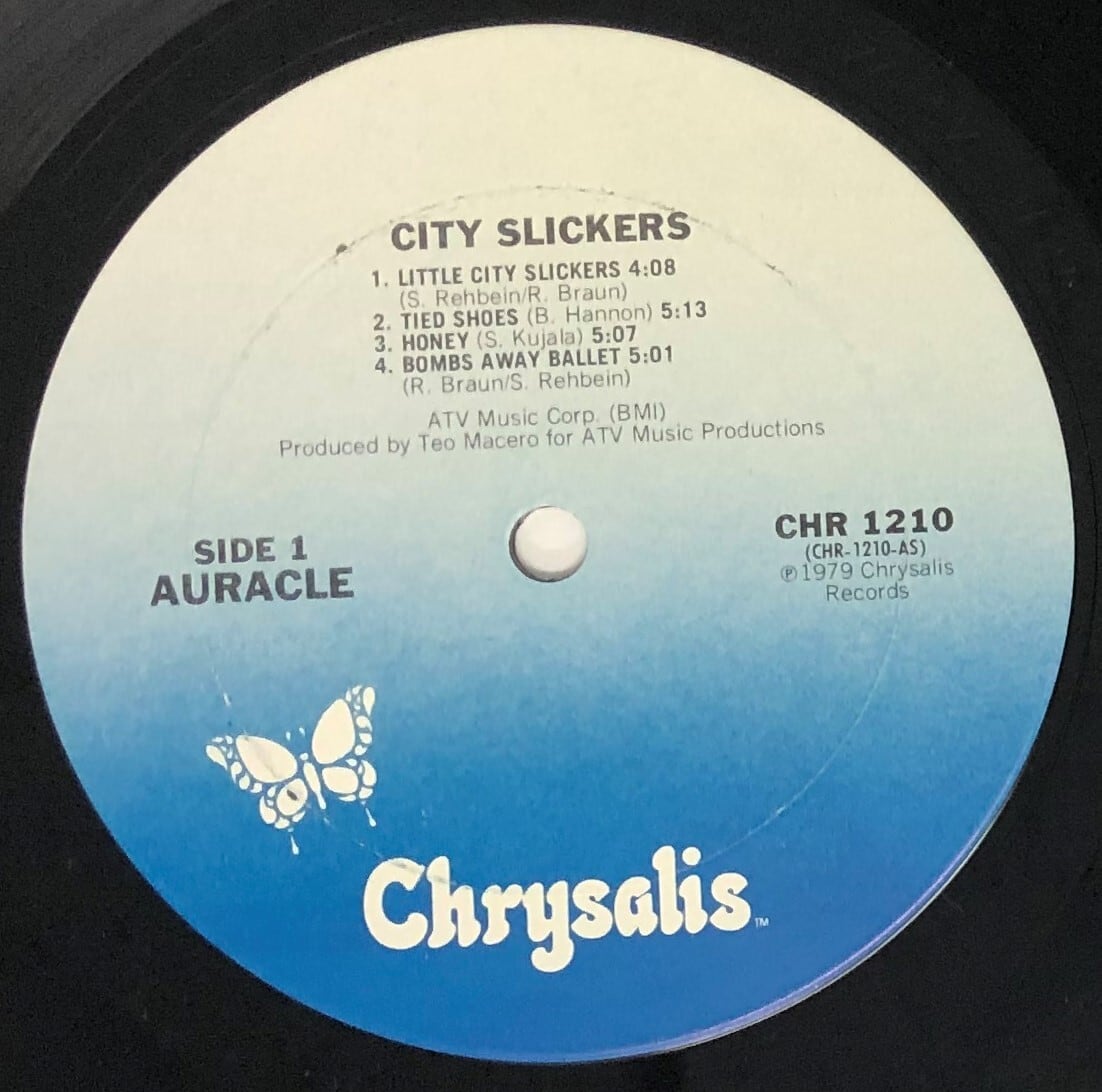 CITY SLICKERS
1. LITTLE CITY SLICKERS 4:08
(S. Rehbein/R. Braun)
2. TIED SHOES (B. Hannon) 5:13
3. HONEY (S. Kujala) 5:07
4. BOMBS AWAY BALLET 5:01
(R. Braun/S. Rehbein)
ATV Music Corp. (BMI)
Produced by Teo Macero for ATV Music Productions
SIDE 1
AURACLE
CHR 1210
(CHR-1210-AS)
℗1979 Chrysalis
Records
Chrysalis™